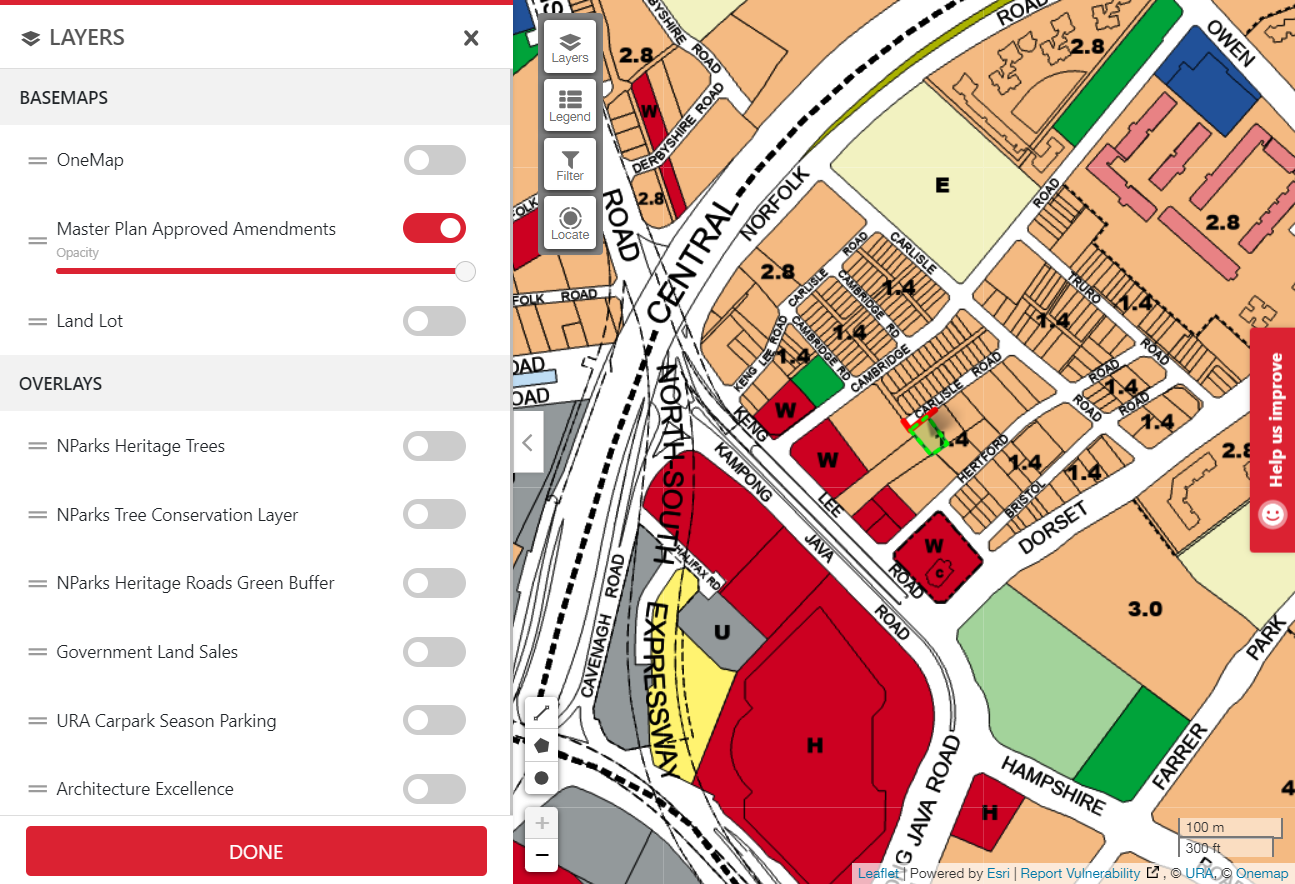 LAYERS
BASEMAPS
OneMap
Master Plan Approved Amendments
Opacity
Land Lot
OVERLAYS
NParks Heritage Trees
NParks Tree Conservation Layer
NParks Heritage Roads Green Buffer
Government Land Sales
URA Carpark Season Parking
Architecture Excellence
DONE
Layers
Legend
Filter
Locate
DERBYSHIRE ROAD
ROAD
OWEN
2.8
2.8
W
E
2.8
2.8
ROAD
ROAD
CENTRAL
NORFOLK
ROAD
CARLISLE
2.8
CARLISLE
CAMBRIDGE RD
1.4
TRURO
1.4
1.4
ROAD
1.4
CAMBRIDGE RD
1.4
KENG LEE ROAD
CAMBRIDGE
CARLISLE ROAD
ROAD
ROAD
1.4
ROAD
1.4
FOLK ROAD
OAD
OAD
NORTH-SOUTH
EXPRESSWAY
W
KENG
LEE
ROAD
W
1.4
HERTFORD
1.4
1.4
BRISTOL
DORSET
KAMPONG
JAVA
ROAD
W
C
HALIFAX RD
CAVENAGH ROAD
U
H
3.0
2.8
PARK
FARRER
HAMPSHIRE
H
NG JAVA ROAD
4
Help us improve
+
−
100 m
300 ft
Leaflet | Powered by Esri | Report Vulnerability , © URA, © Onemap